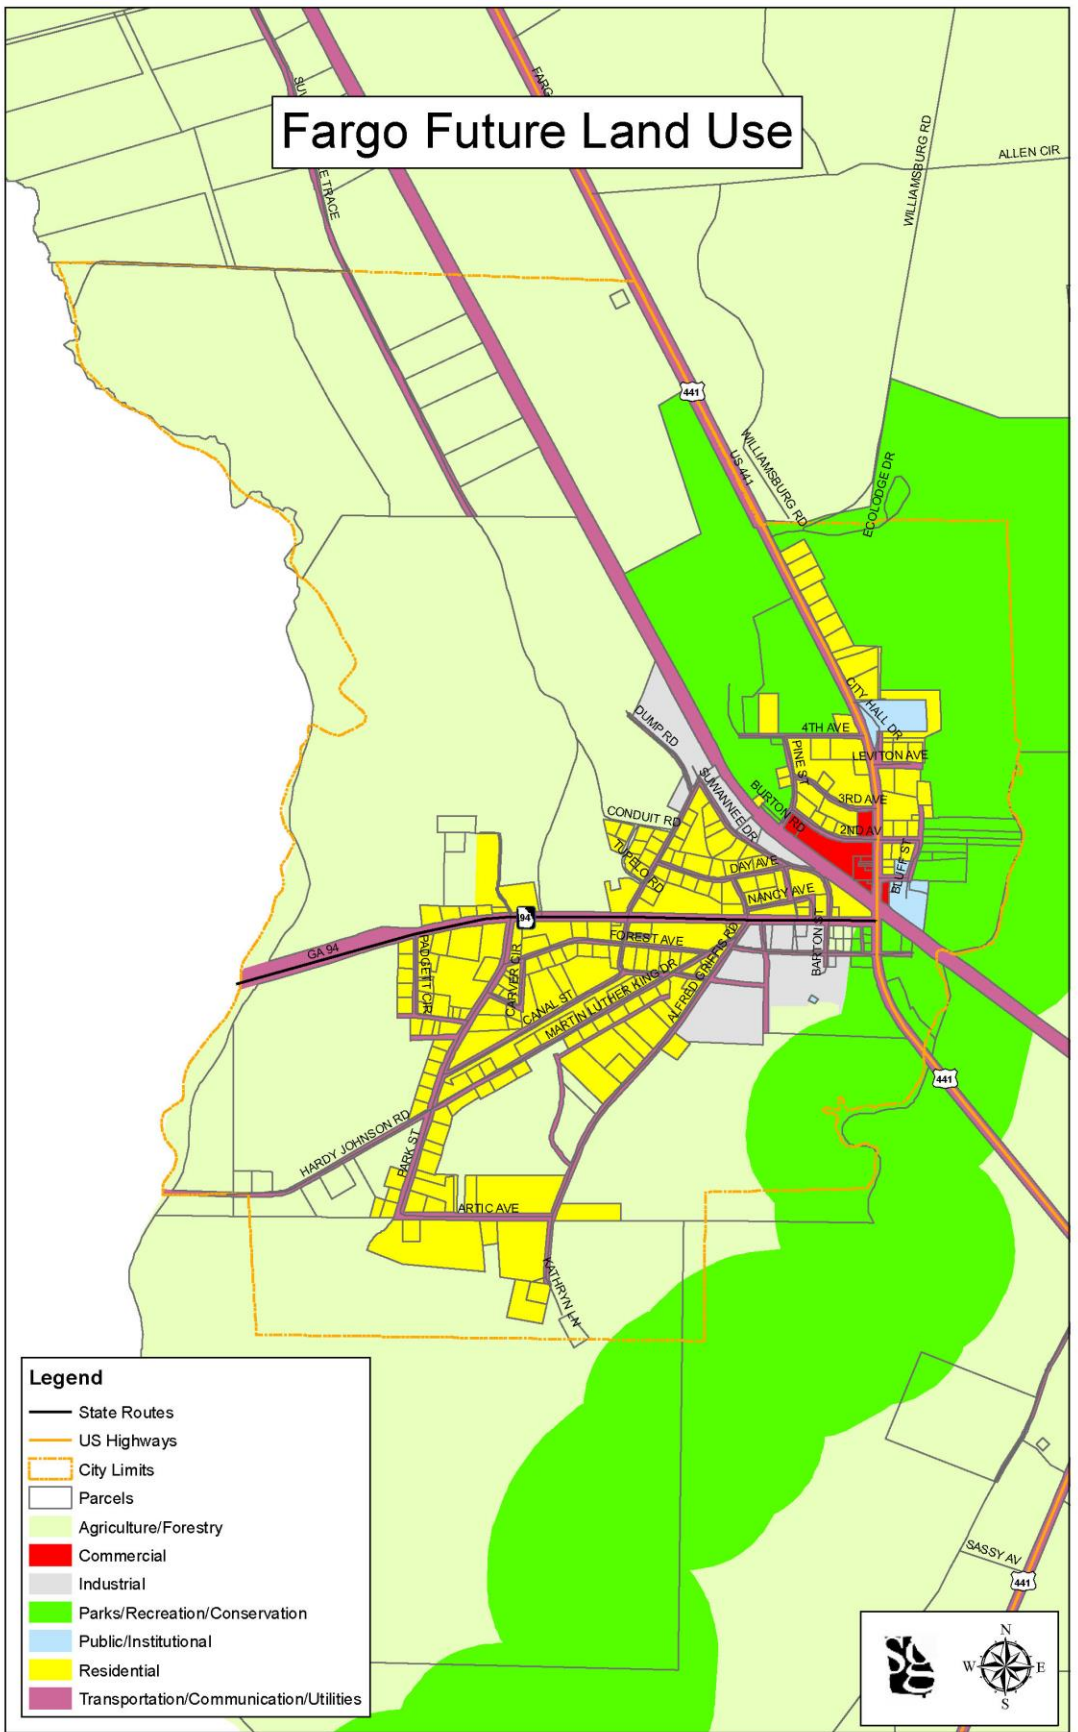 FARG
SUW
Fargo Future Land Use
E TRACE
WILLIAMSBURG RD
ALLEN CIR
441
US 441
WILLIAMSBURG RD
ECOLODGE DR
CITY HALL DR
DUMP RD
4TH AVE
PINE ST
LEVITON AVE
SUWANNEE DR
BURTON RD
3RD AVE
CONDUIT RD
2ND AV
TUPELO RD
DAY AVE
BLUFF ST
NANCY AVE
94
GA 94
FOREST AVE
BARTON ST
PADGETT CIR
CARVER CIR
CANAL ST
MARTIN LUTHER KING DR
ALFRED GRIFFIS RD
441
HARDY JOHNSON RD
PARK ST
ARTIC AVE
KATHRYN LN
SASSY AV
441
Legend
State Routes
US Highways
City Limits
Parcels
Agriculture/Forestry
Commercial
Industrial
Parks/Recreation/Conservation
Public/Institutional
Residential
Transportation/Communication/Utilities
N
W
E
S